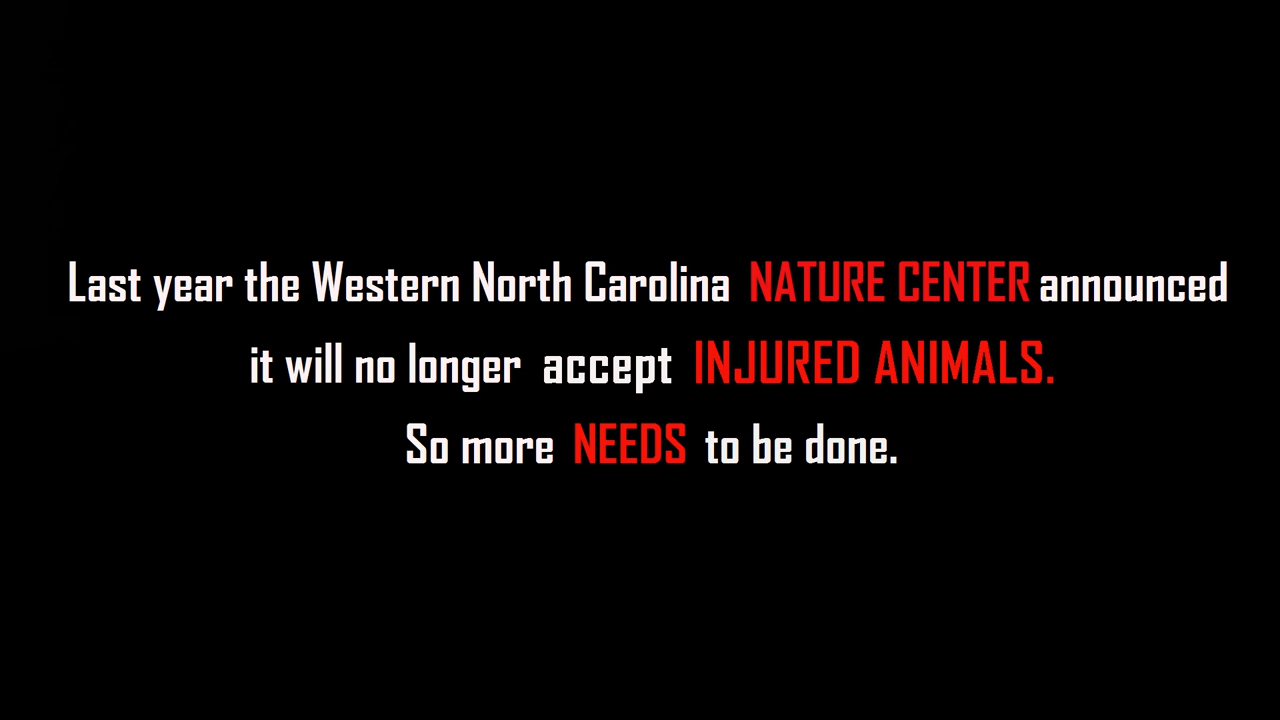 Last year the Western North Carolina NATURE CENTER announced
it will no longer accept INJURED ANIMALS.
So more NEEDS to be done.